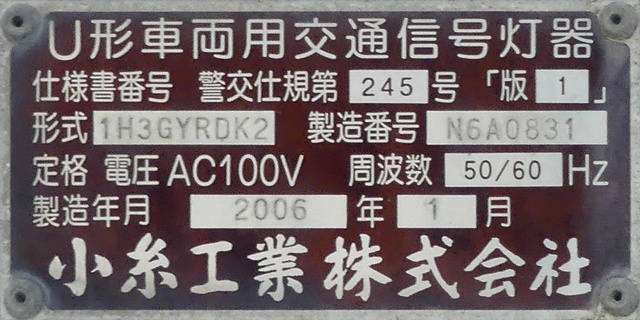 U形車両用交通信号灯器
仕様書番号 警交仕規第 245 号 「版 1」
形式 1H3GYRDK2 製造番号 N6A0831
定格 電圧 AC100V 周波数 50/60 Hz
製造年月 2006 年 1 月
小糸工業株式会社